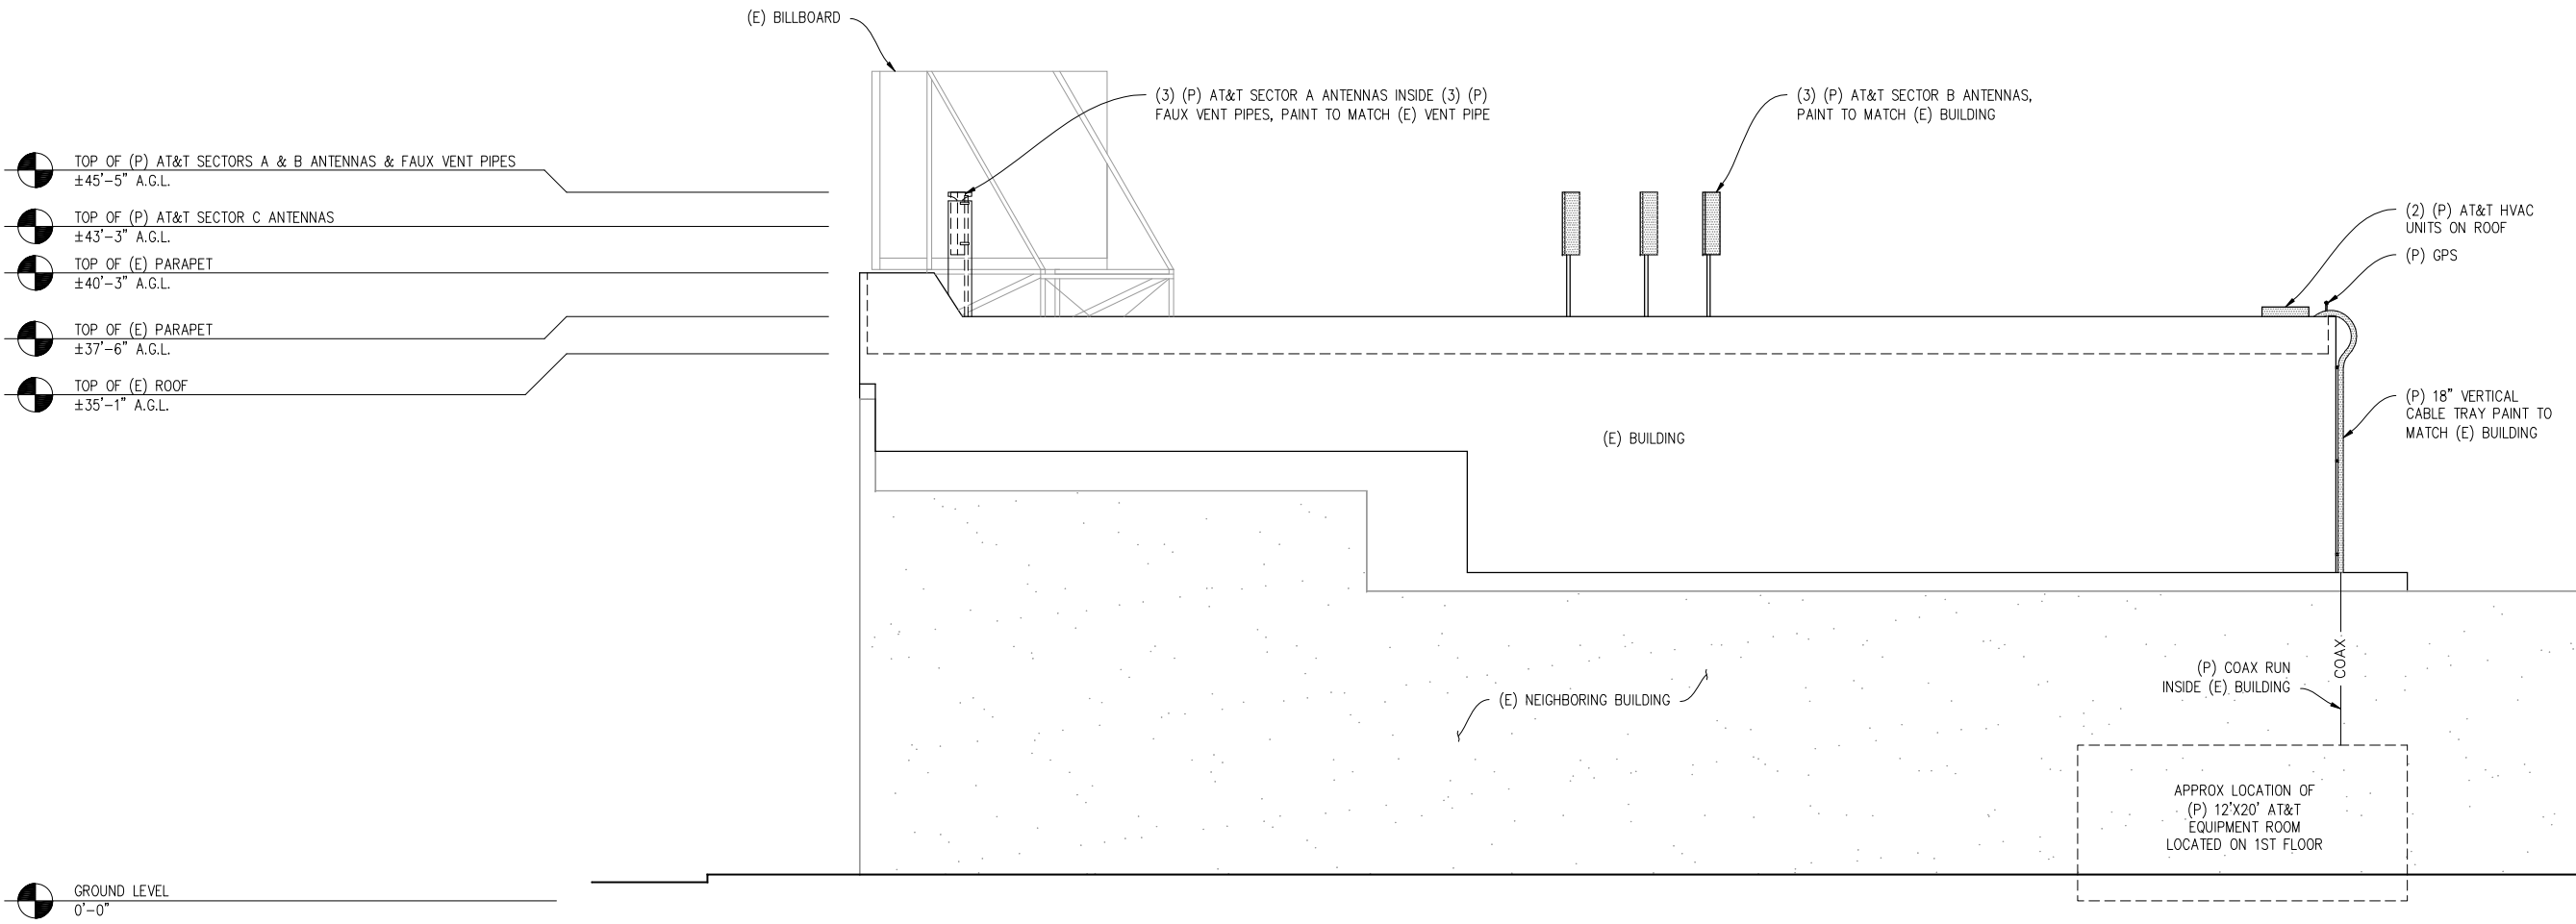 (E) BILLBOARD
(3) (P) AT&T SECTOR A ANTENNAS INSIDE (3) (P)
FAUX VENT PIPES, PAINT TO MATCH (E) VENT PIPE
(3) (P) AT&T SECTOR B ANTENNAS,
PAINT TO MATCH (E) BUILDING
TOP OF (P) AT&T SECTORS A & B ANTENNAS & FAUX VENT PIPES
±45'-5" A.G.L.
TOP OF (P) AT&T SECTOR C ANTENNAS
±43'-3" A.G.L.
TOP OF (E) PARAPET
±40'-3" A.G.L.
TOP OF (E) PARAPET
±37'-6" A.G.L.
TOP OF (E) ROOF
±35'-1" A.G.L.
(2) (P) AT&T HVAC
UNITS ON ROOF
(P) GPS
(P) 18" VERTICAL
CABLE TRAY PAINT TO
MATCH (E) BUILDING
(E) BUILDING
COAX
(P) COAX RUN
INSIDE (E) BUILDING
(E) NEIGHBORING BUILDING
APPROX LOCATION OF
(P) 12'X20' AT&T
EQUIPMENT ROOM
LOCATED ON 1ST FLOOR
GROUND LEVEL
0'-0"